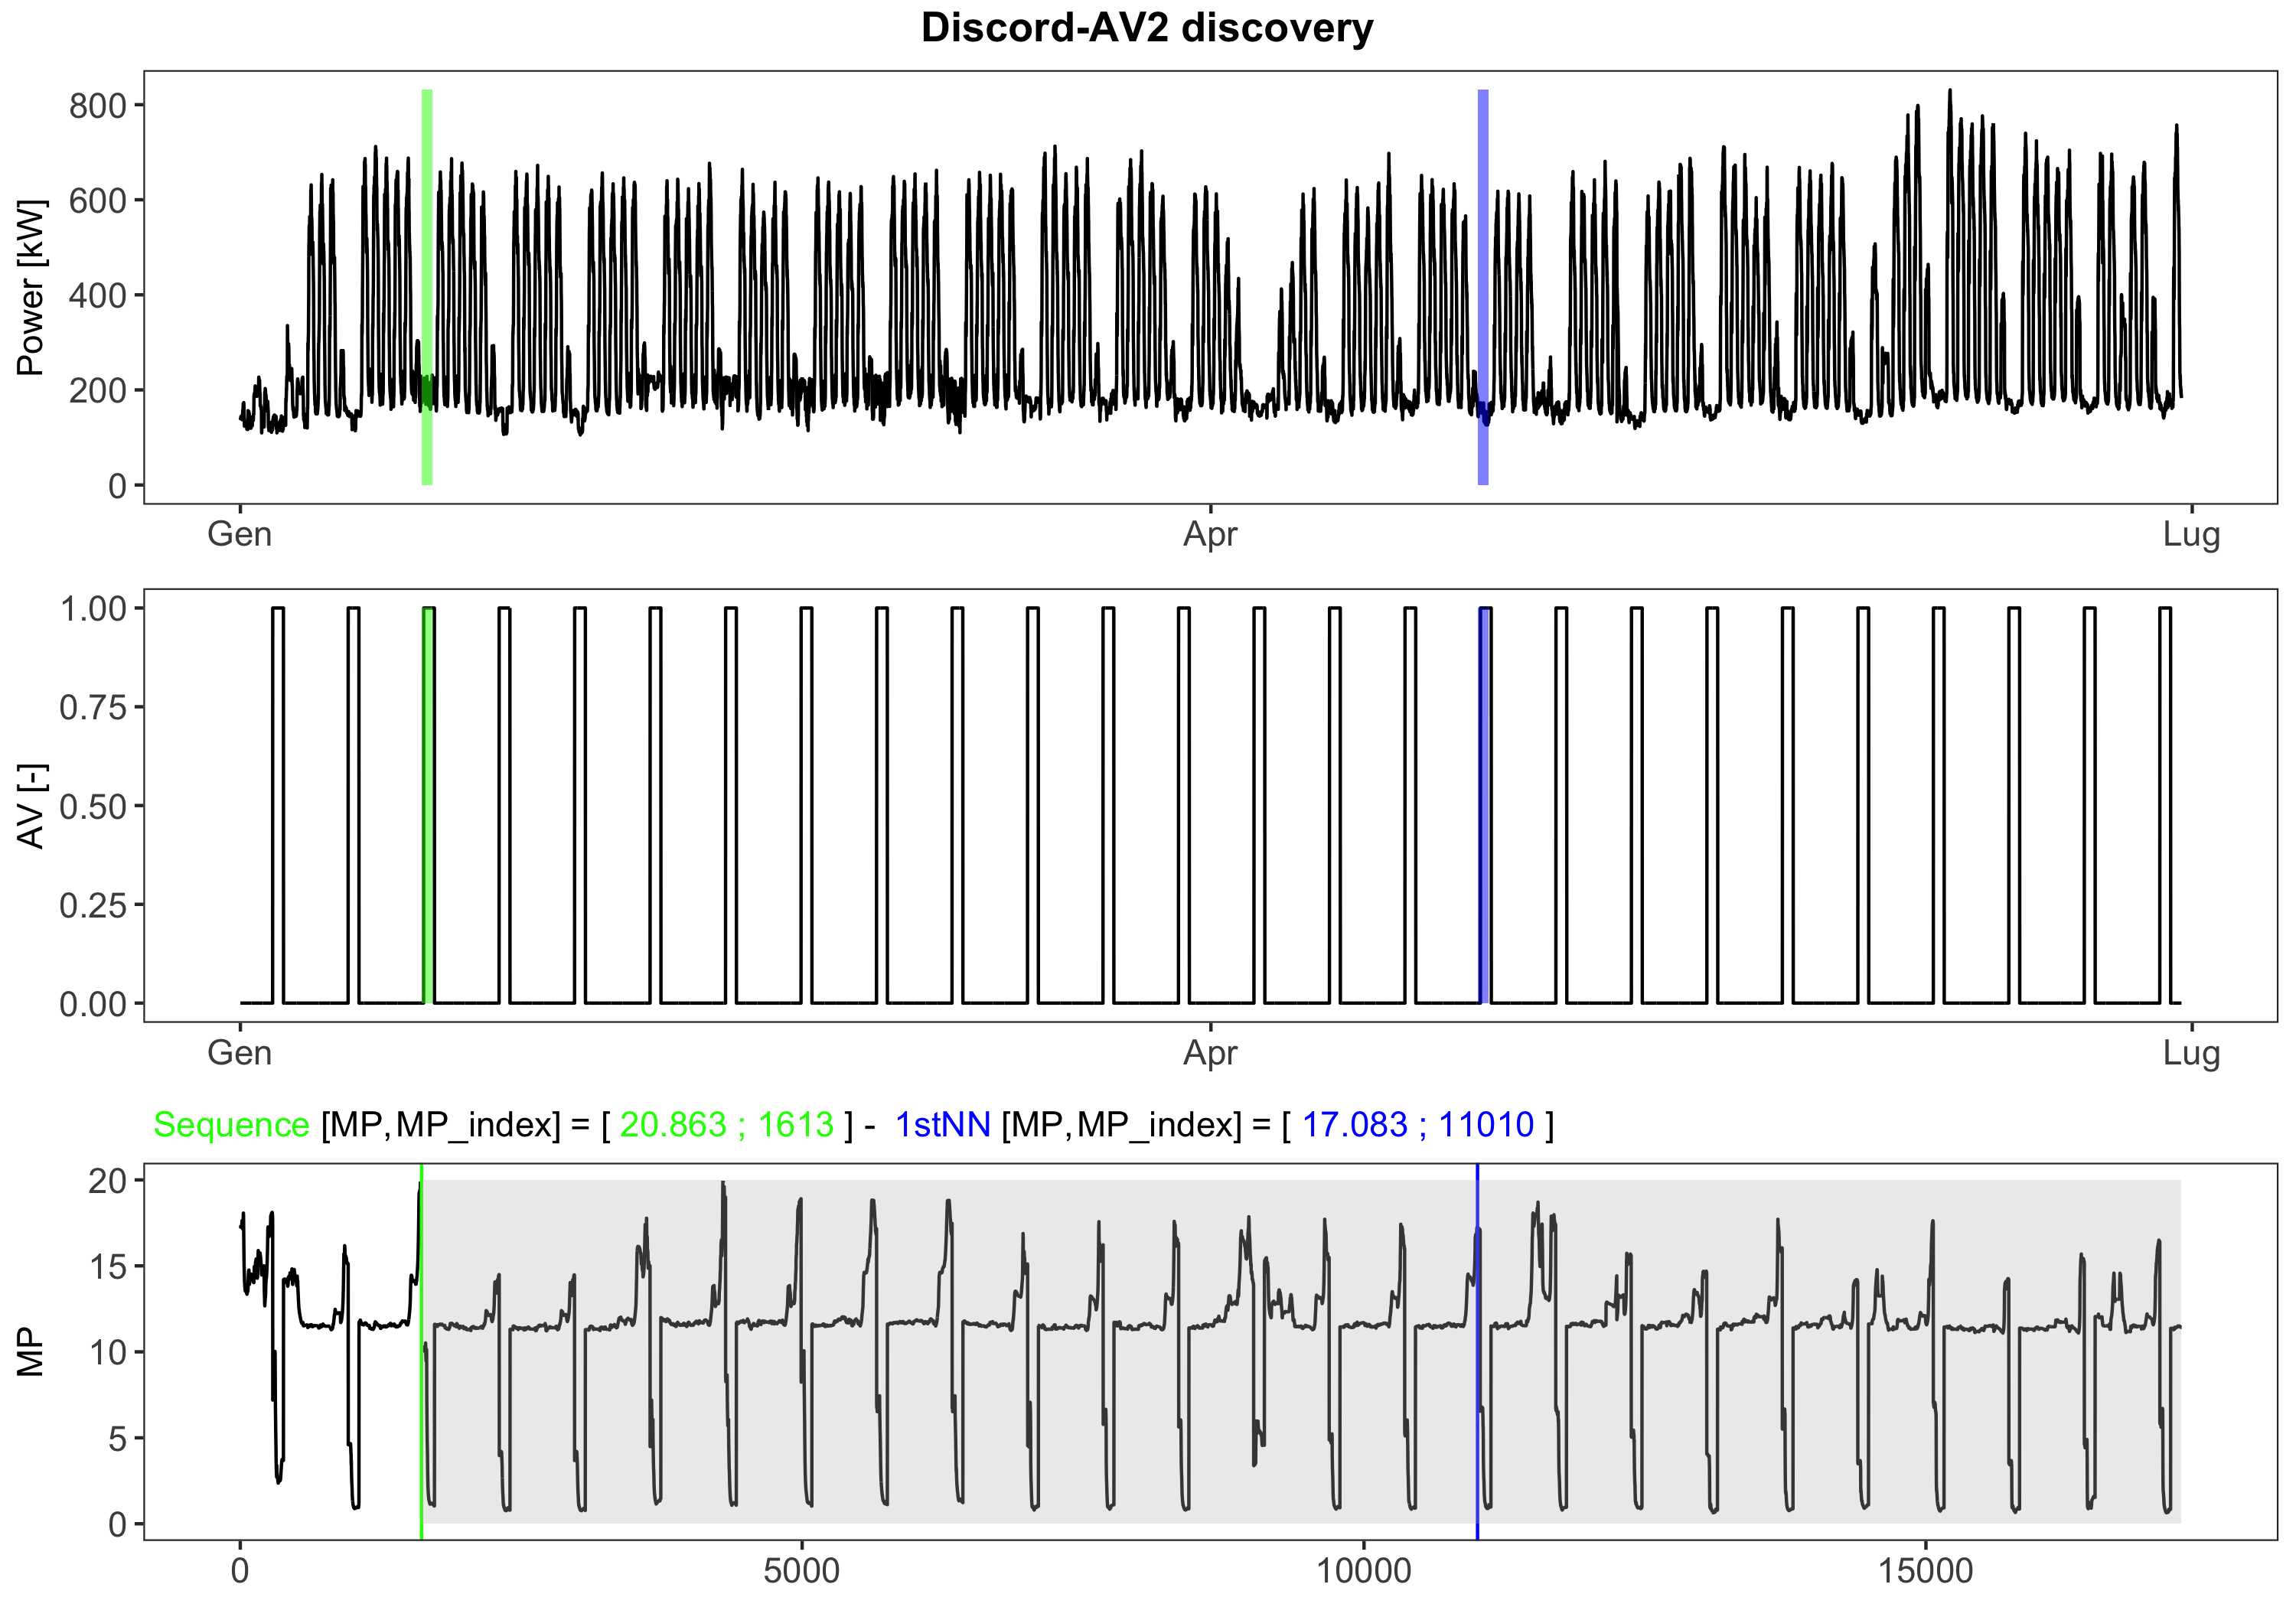 Discord-AV2 discovery
Power [kW]
800
600
400
200
0
Gen Apr Lug
AV [-]
1.00
0.75
0.50
0.25
0.00
Gen Apr Lug
Sequence [MP,MP_index] = [ 20.863 ; 1613 ] - 1stNN [MP,MP_index] = [ 17.083 ; 11010 ]
MP
20
15
10
5
0
0 5000 10000 15000